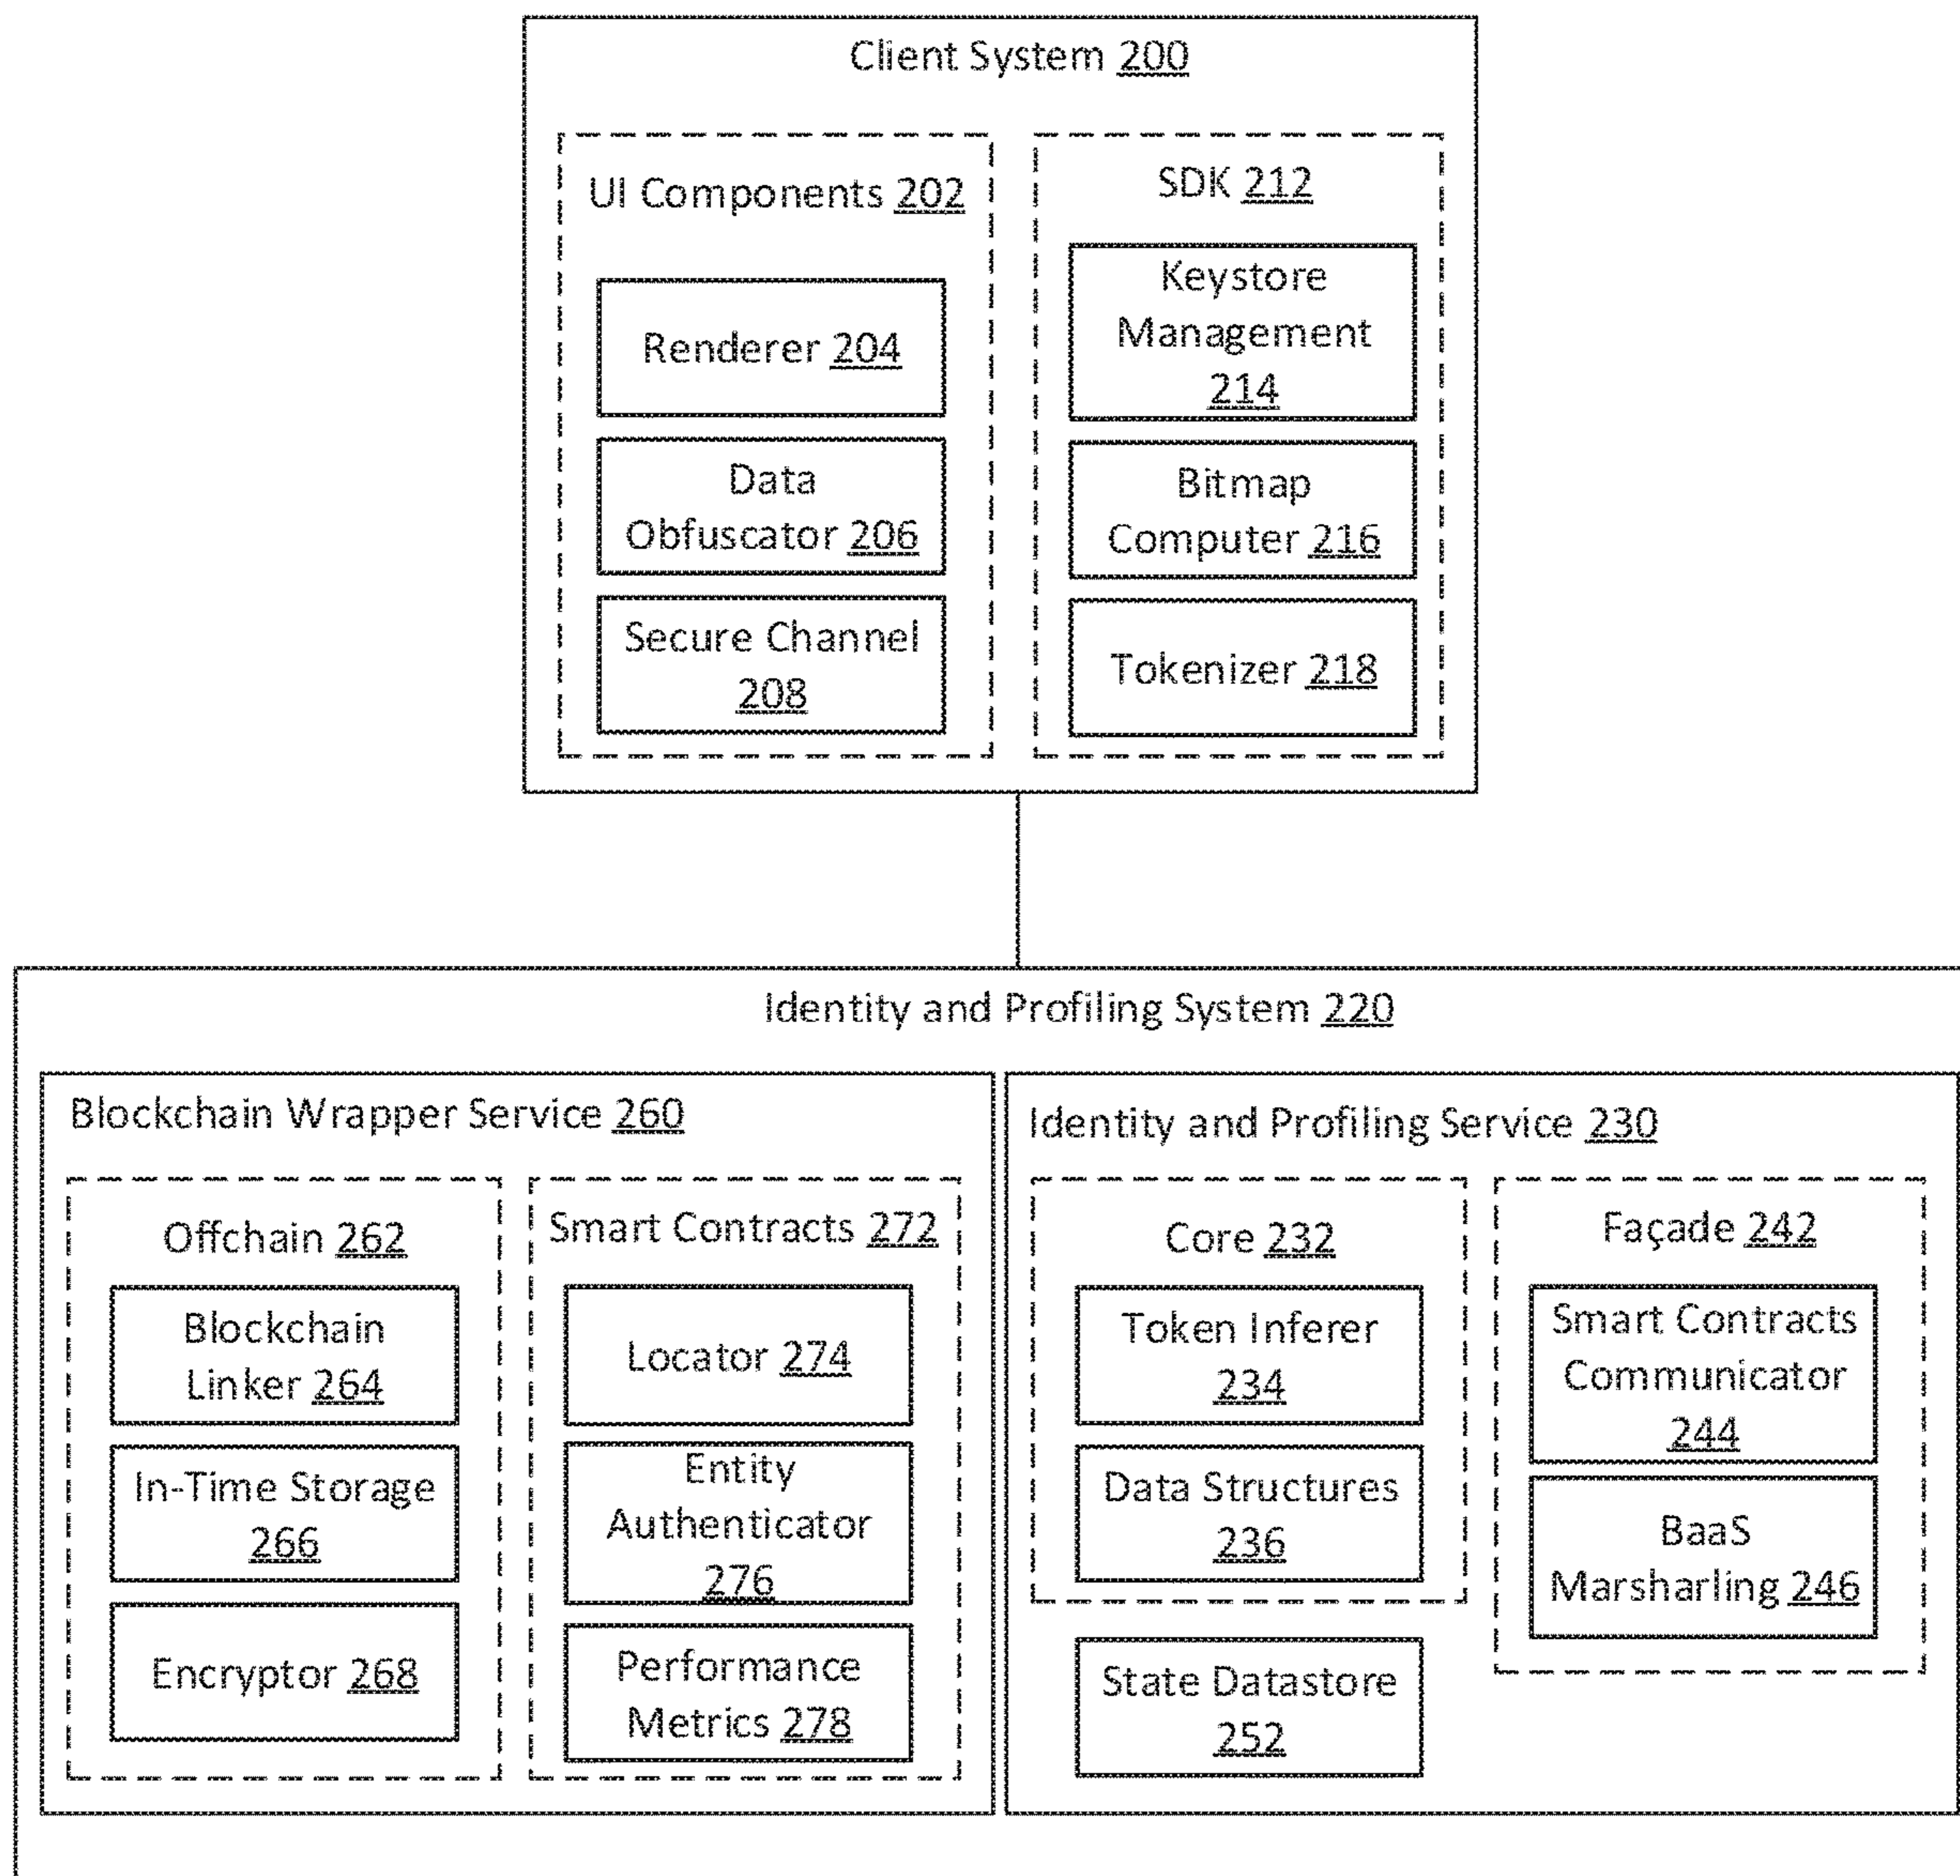 Client System 200
UI Components 202
Renderer 204
Data
Obfuscator 206
Secure Channel
208
SDK 212
Keystore
Management
214
Bitmap
Computer 216
Tokenizer 218
Identity and Profiling System 220
Blockchain Wrapper Service 260
Offchain 262
Blockchain
Linker 264
In-Time Storage
266
Encryptor 268
Smart Contracts 272
Locator 274
Entity
Authenticator
276
Performance
Metrics 278
Identity and Profiling Service 230
Core 232
Token Inferer
234
Data Structures
236
State Datastore
252
Façade 242
Smart Contracts
Communicator
244
BaaS
Marsharling 246